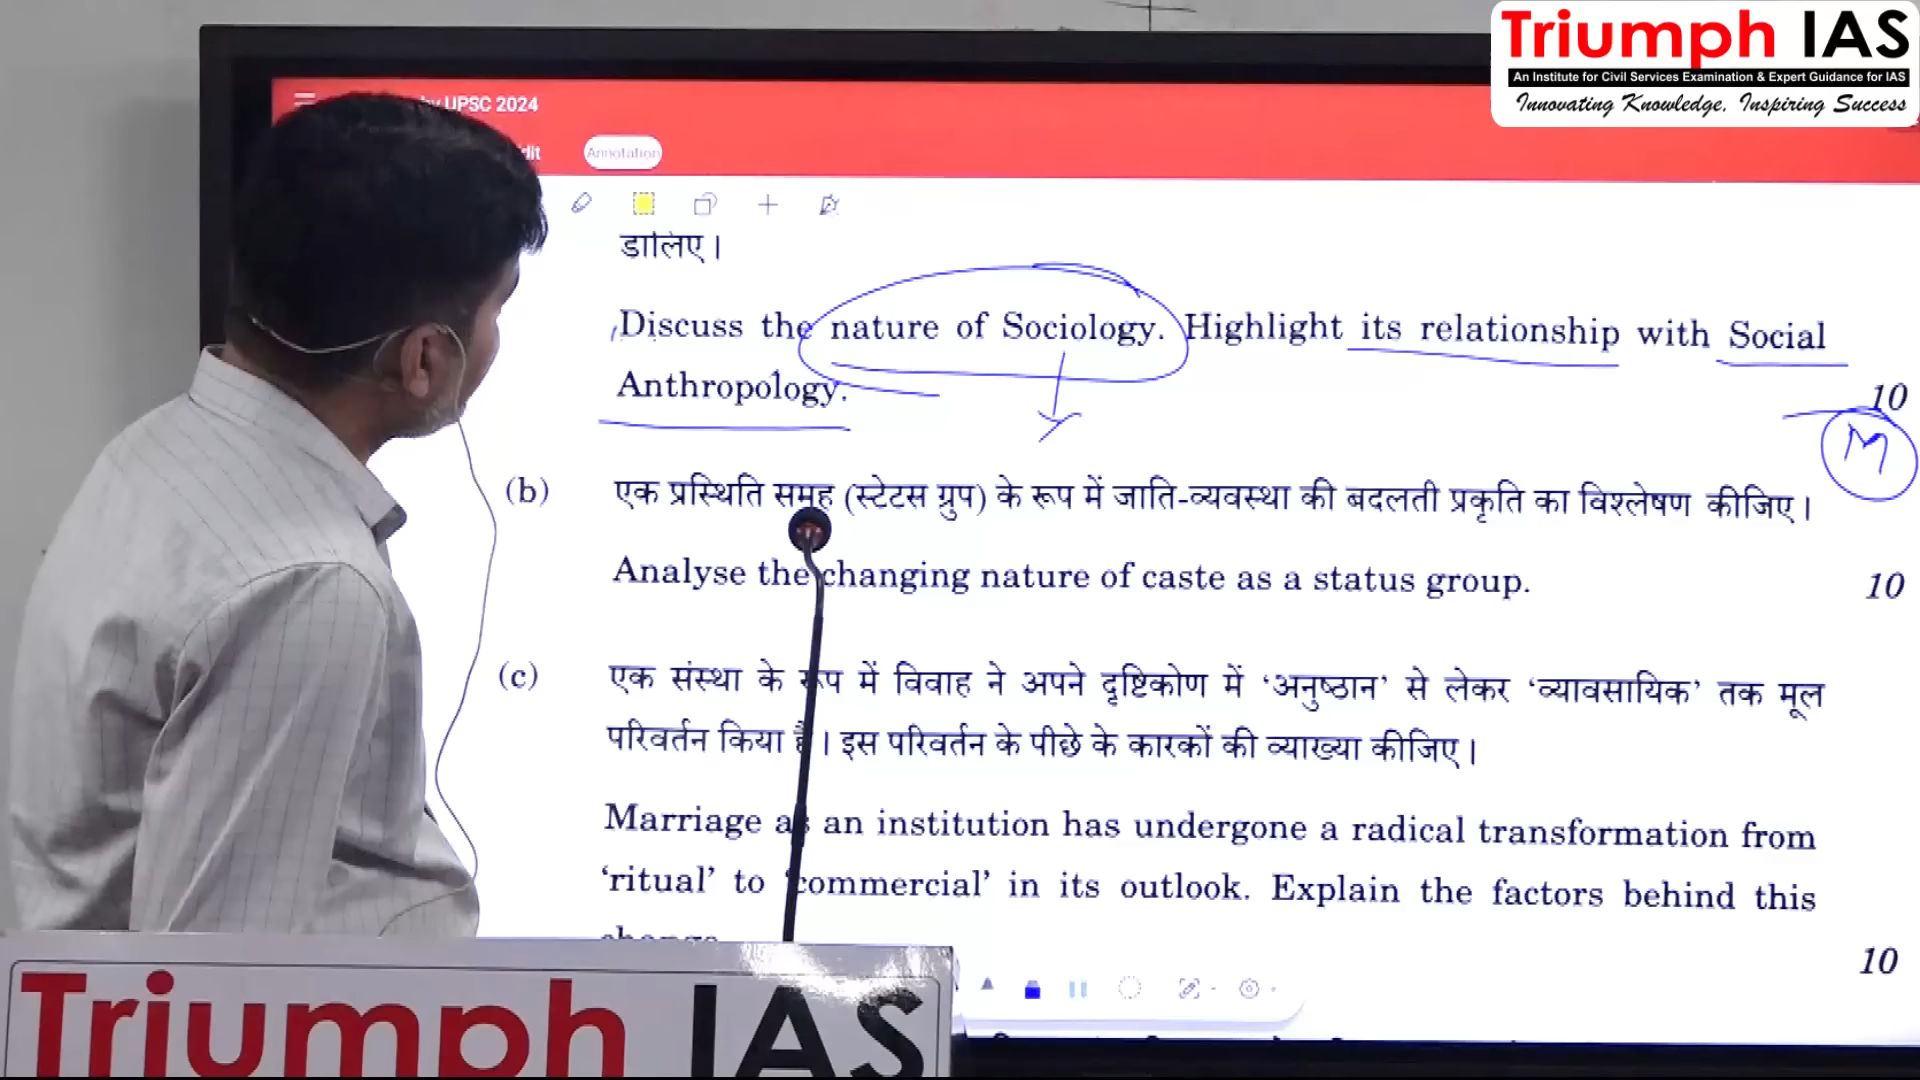 Triumph IAS
An Institute for Civil Services Examination & Expert Guidance for IAS
Innovating Knowledge, Inspiring Success
by UPSC 2024
Annotation
डालिए।
Discuss the nature of Sociology. Highlight its relationship with Social
Anthropology.
10
M
(b) एक प्रस्थिति समूह (स्टेटस ग्रुप) के रूप में जाति-व्यवस्था की बदलती प्रकृति का विश्लेषण कीजिए।
Analyse the changing nature of caste as a status group.
10
(c) एक संस्था के रूप में विवाह ने अपने दृष्टिकोण में ‘अनुष्ठान’ से लेकर ‘व्यावसायिक’ तक मूल
परिवर्तन किया है। इस परिवर्तन के पीछे के कारकों की व्याख्या कीजिए।
Marriage as an institution has undergone a radical transformation from
‘ritual’ to ‘commercial’ in its outlook. Explain the factors behind this
10
Triumph IAS